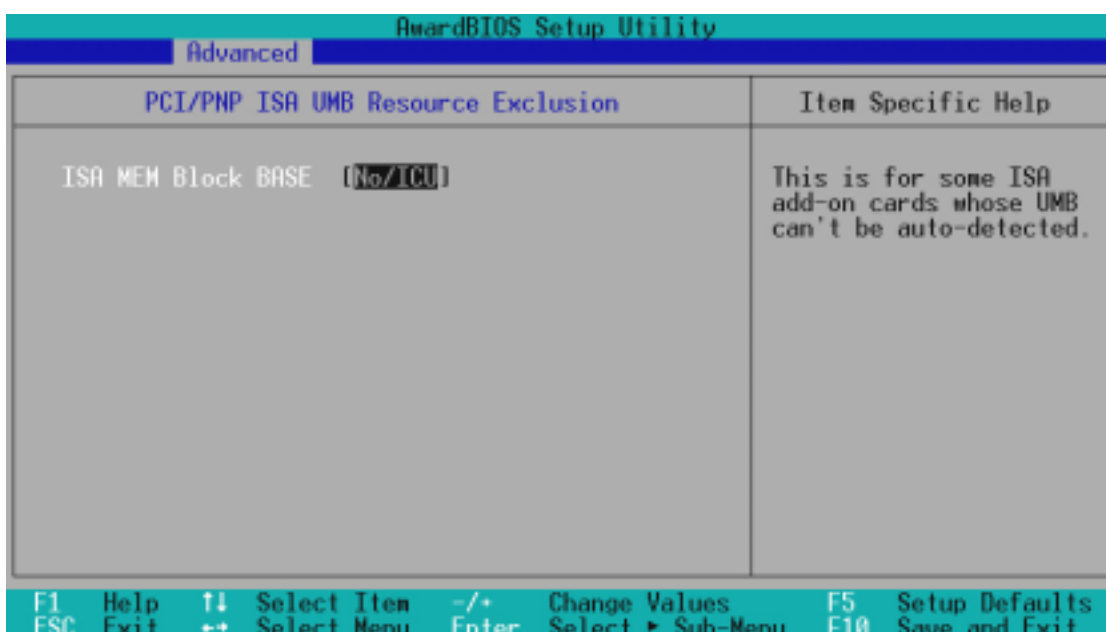 AwardBIOS Setup Utility
Advanced
PCI/PNP ISA UMB Resource Exclusion
Item Specific Help
ISA MEM Block BASE [No/ICU]
This is for some ISA
add-on cards whose UMB
can't be auto-detected.
F1 Help ↑↓ Select Item -/+ Change Values F5 Setup Defaults
ESC Exit ←→ Select Menu Enter Select ► Sub-Menu F10 Save and Exit